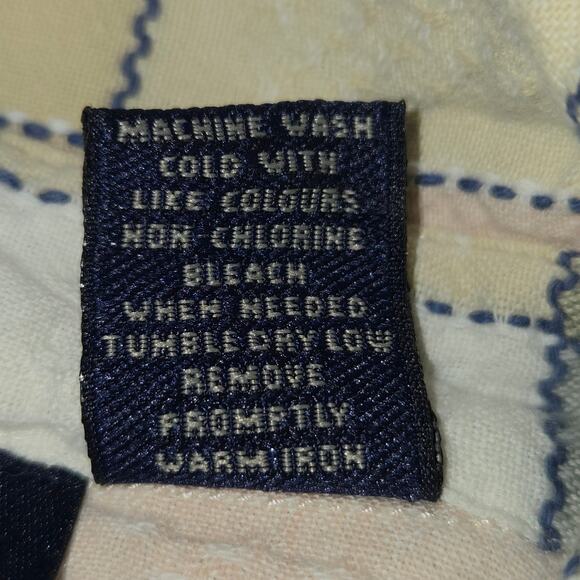 MACHINE WASH
COLD WITH
LIKE COLOURS
NON CHLORINE
BLEACH
WHEN NEEDED
TUMBLE DRY LOW
REMOVE
PROMPTLY
WARM IRON